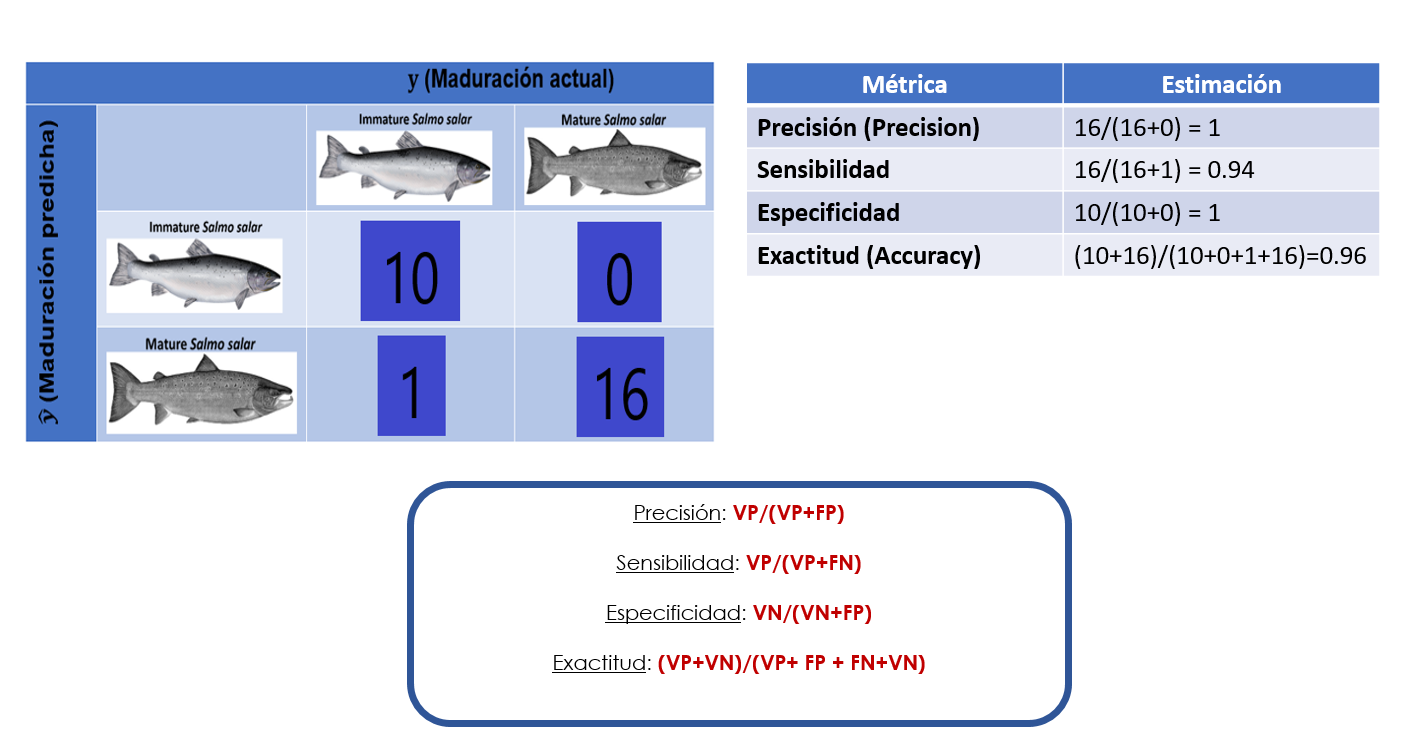 y (Maduración actual)
ŷ (Maduración predicha)
Immature Salmo salar
Mature Salmo salar
Immature Salmo salar
10
0
Mature Salmo salar
1
16
Métrica Estimación
Precisión (Precision) 16/(16+0) = 1
Sensibilidad 16/(16+1) = 0.94
Especificidad 10/(10+0) = 1
Exactitud (Accuracy) (10+16)/(10+0+1+16)=0.96
Precisión: VP/(VP+FP)
Sensibilidad: VP/(VP+FN)
Especificidad: VN/(VN+FP)
Exactitud: (VP+VN)/(VP+ FP + FN+VN)